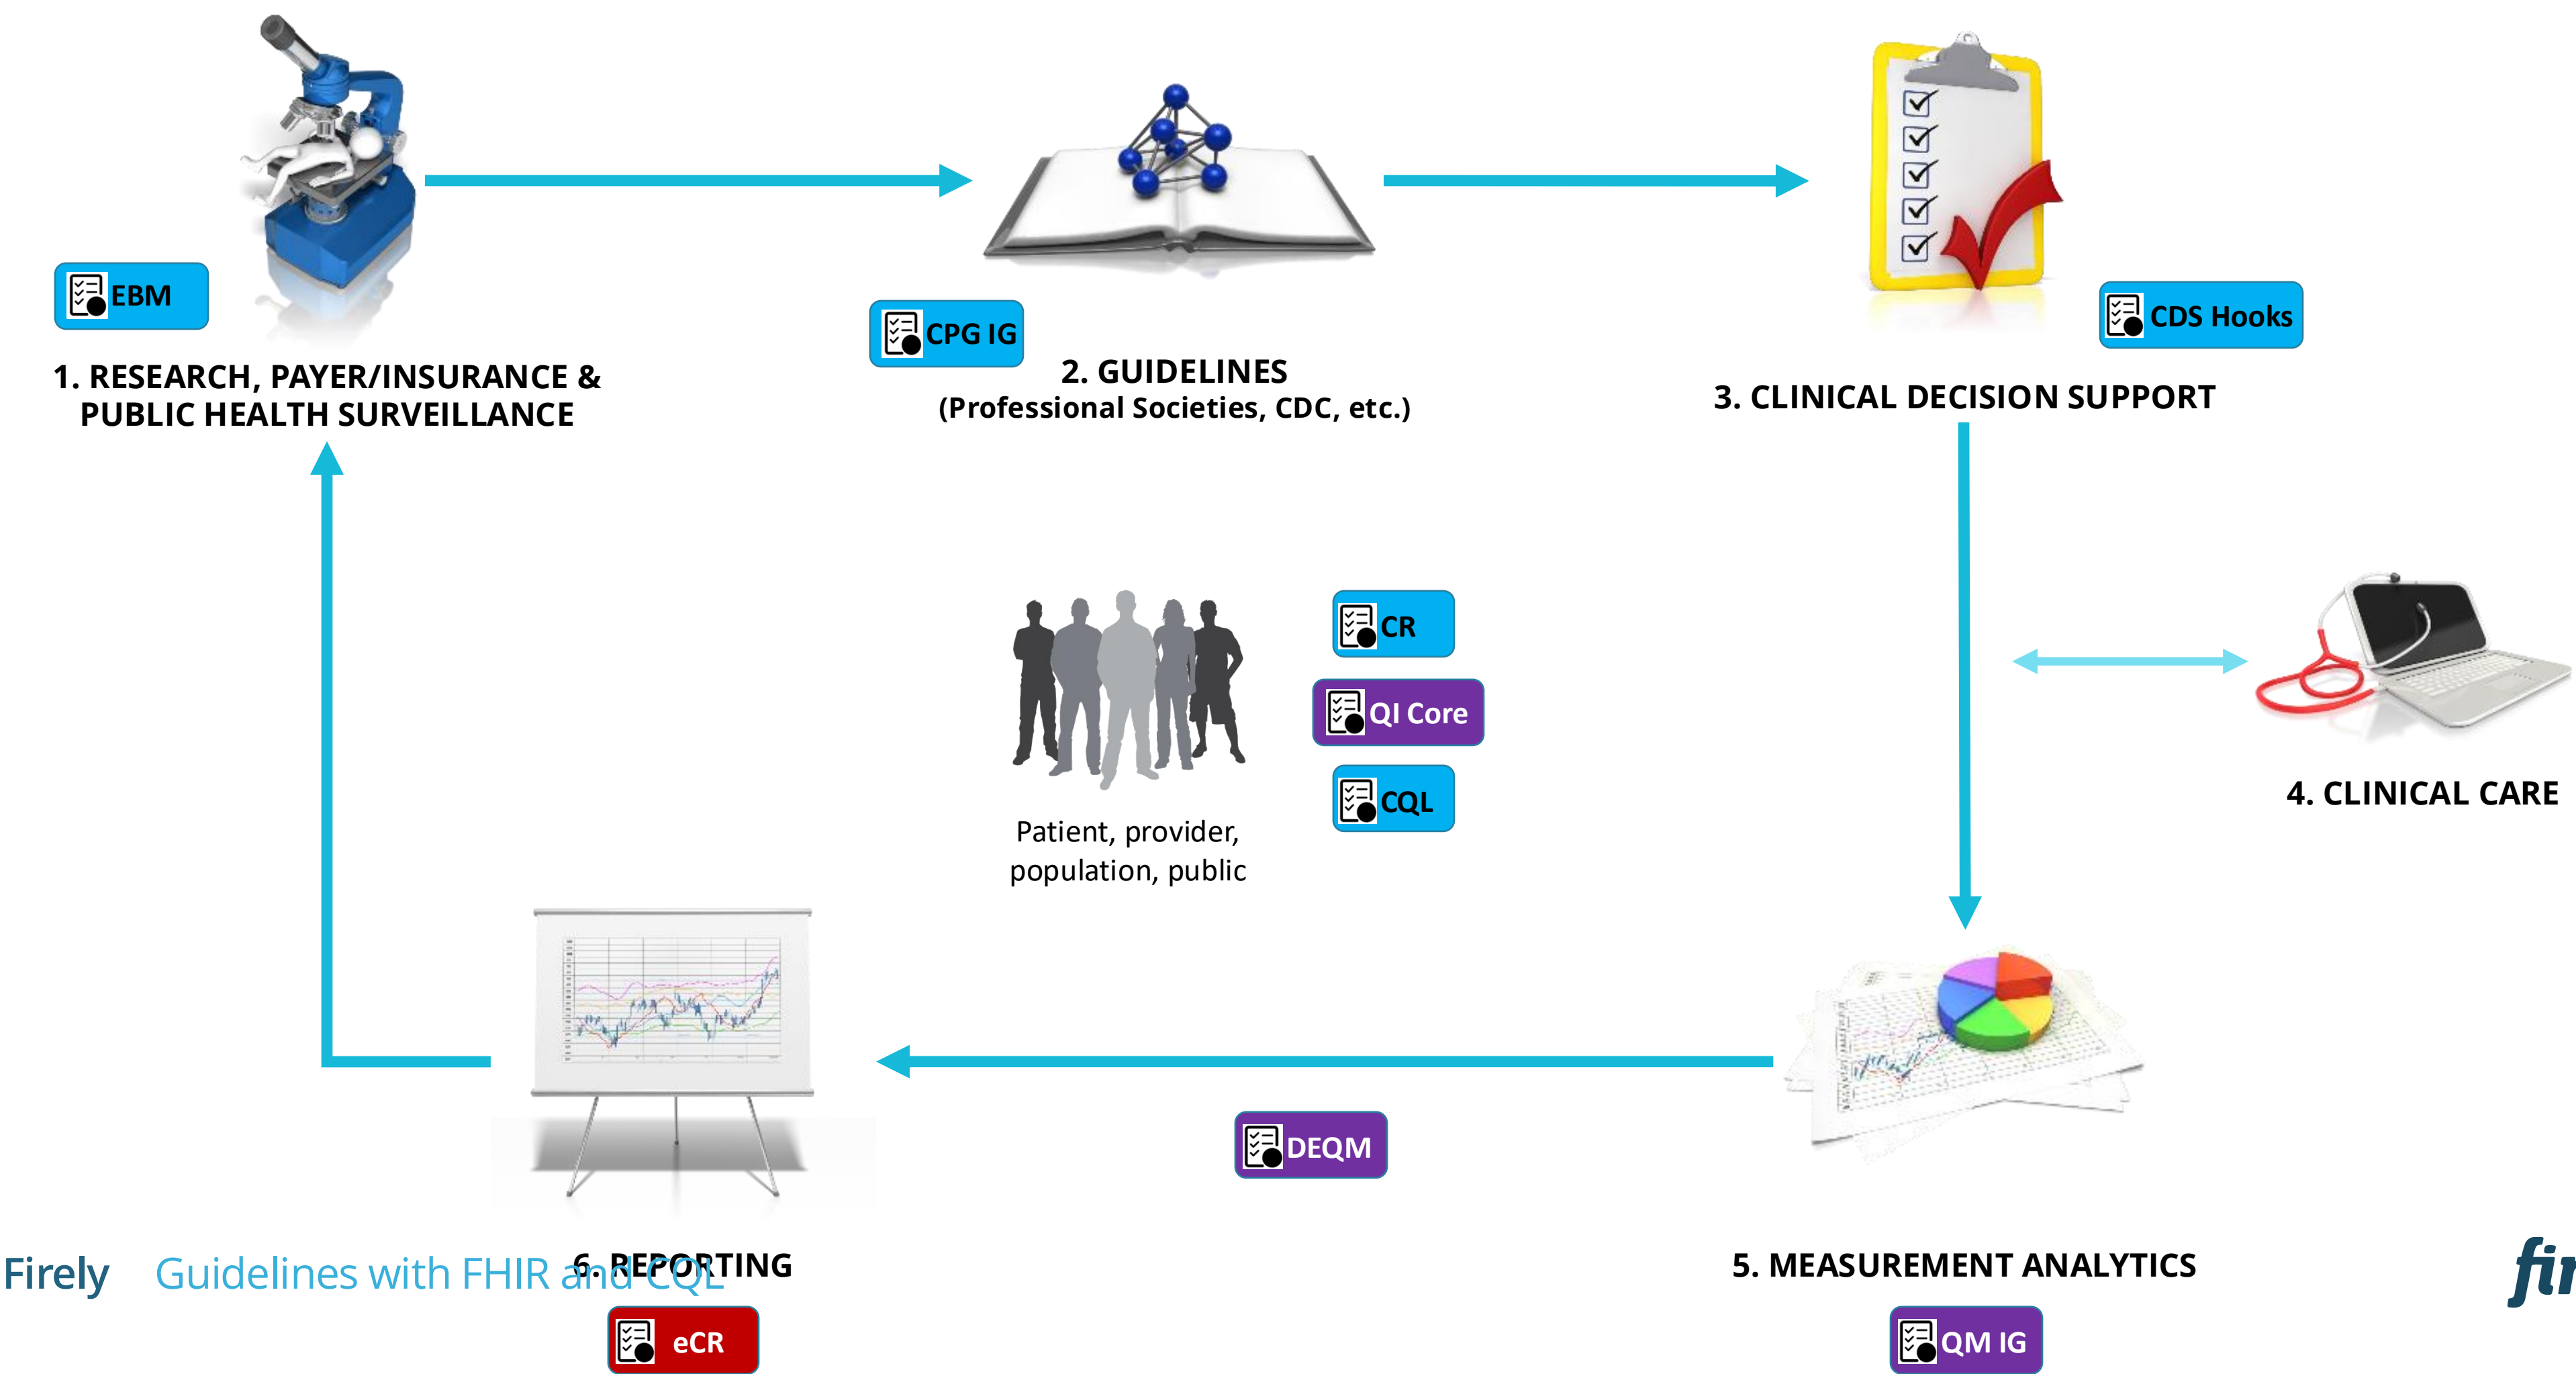 EBM
1. RESEARCH, PAYER/INSURANCE &
PUBLIC HEALTH SURVEILLANCE
CPG IG
2. GUIDELINES
(Professional Societies, CDC, etc.)
CDS Hooks
3. CLINICAL DECISION SUPPORT
CR
QI Core
CQL
Patient, provider,
population, public
4. CLINICAL CARE
DEQM
6. REPORTING
eCR
5. MEASUREMENT ANALYTICS
QM IG
Firely Guidelines with FHIR and CQL
fir